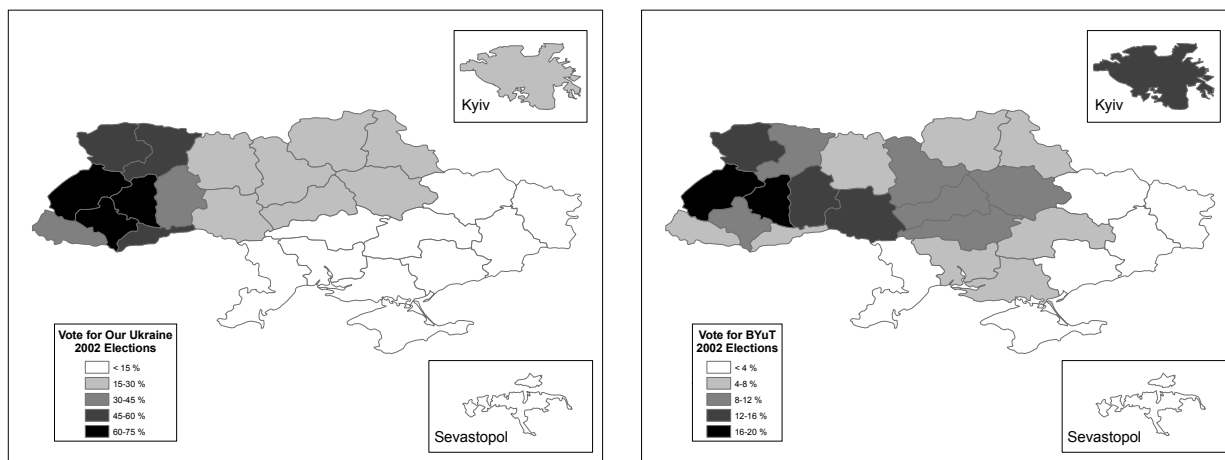 Kyiv
Vote for Our Ukraine
2002 Elections
< 15 %
15-30 %
30-45 %
45-60 %
60-75 %
Sevastopol
Kyiv
Vote for BYuT
2002 Elections
< 4 %
4-8 %
8-12 %
12-16 %
16-20 %
Sevastopol